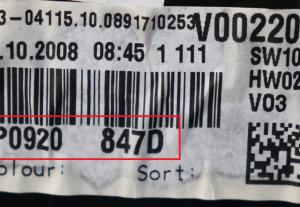 3-04115.10.0891710253
V00220
.10.2008 08:45 1 111
SW10
HW02
V03
P0920 847D
olour: Sort: